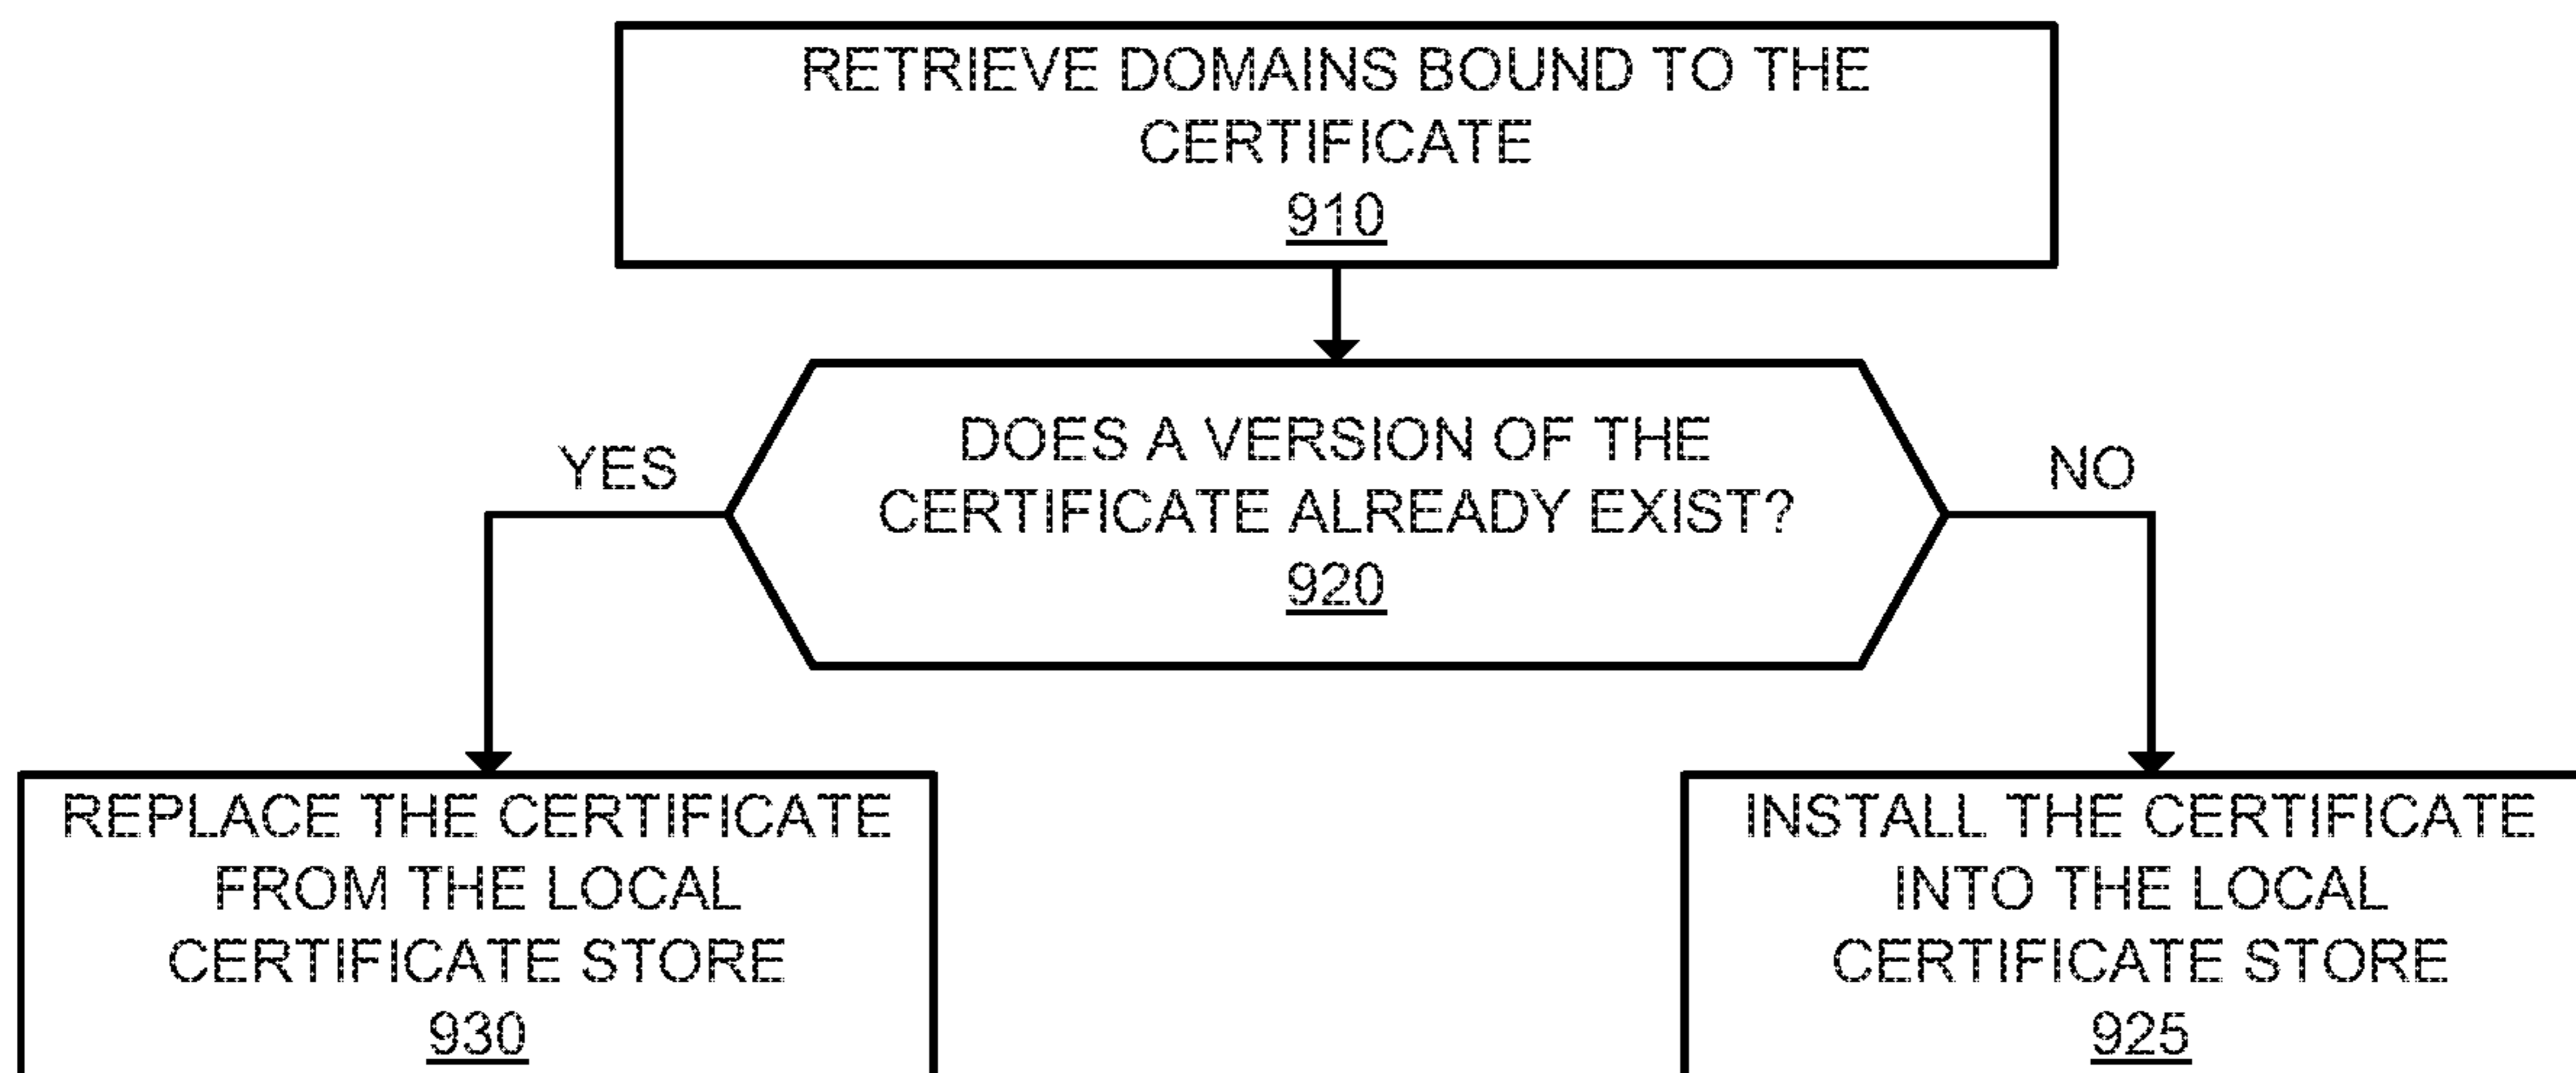 RETRIEVE DOMAINS BOUND TO THE
CERTIFICATE
910
DOES A VERSION OF THE
CERTIFICATE ALREADY EXIST?
920
YES
NO
REPLACE THE CERTIFICATE
FROM THE LOCAL
CERTIFICATE STORE
930
INSTALL THE CERTIFICATE
INTO THE LOCAL
CERTIFICATE STORE
925